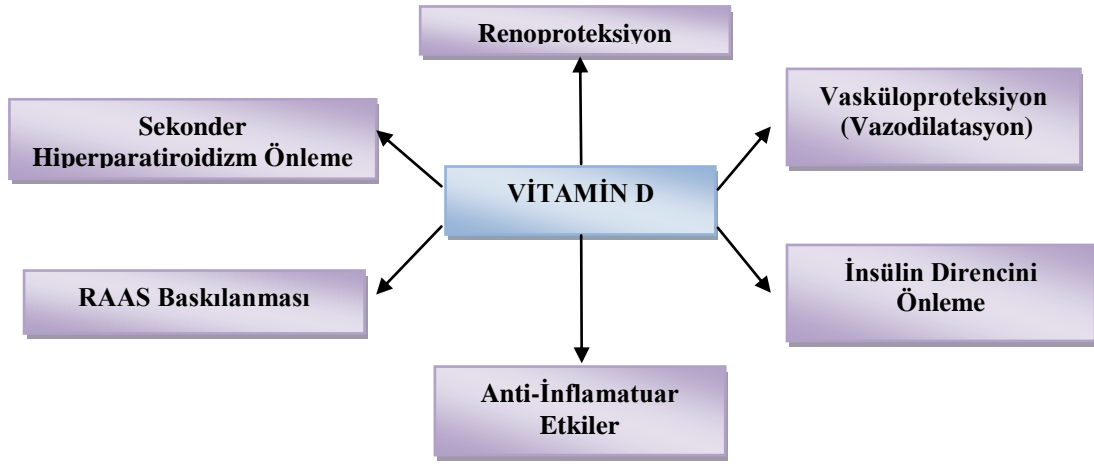 Renoproteksiyon
Sekonder
Hiperparatiroidizm Önleme
Vasküloproteksiyon
(Vazodilatasyon)
VİTAMİN D
RAAS Baskılanması
İnsülin Direncini
Önleme
Anti-İnflamatuar
Etkiler